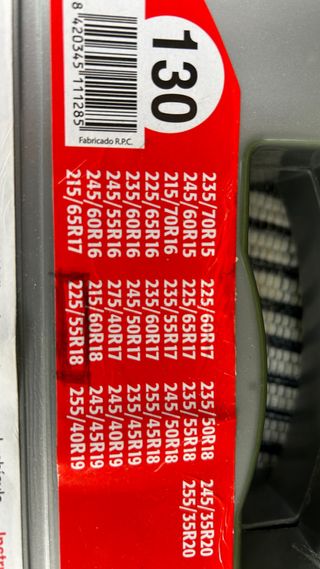 130
8 420345 111285
Fabricado R.P.C.
235/70R15
245/60R15
215/70R16
225/65R16
235/60R16
245/55R16
245/60R16
215/65R17
225/60R17
225/65R17
235/55R17
235/60R17
245/50R17
275/40R17
215/60R18
225/55R18
235/50R18
235/55R18
245/50R18
255/45R18
235/45R19
245/40R19
245/45R19
255/40R19
245/35R20
255/35R20